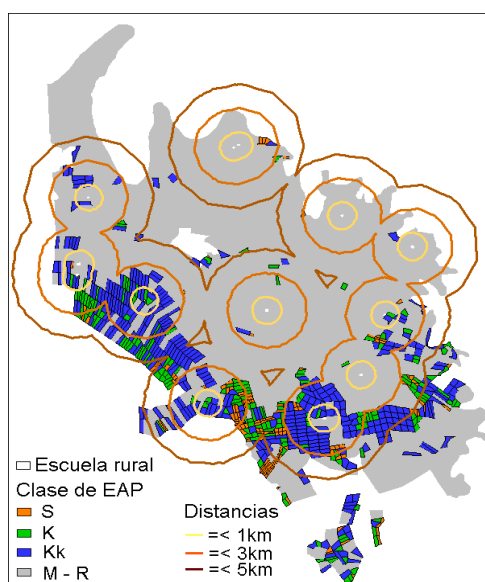 Escuela rural
Clase de EAP
S
K
Kk
M - R
Distancias
=< 1km
=< 3km
=< 5km